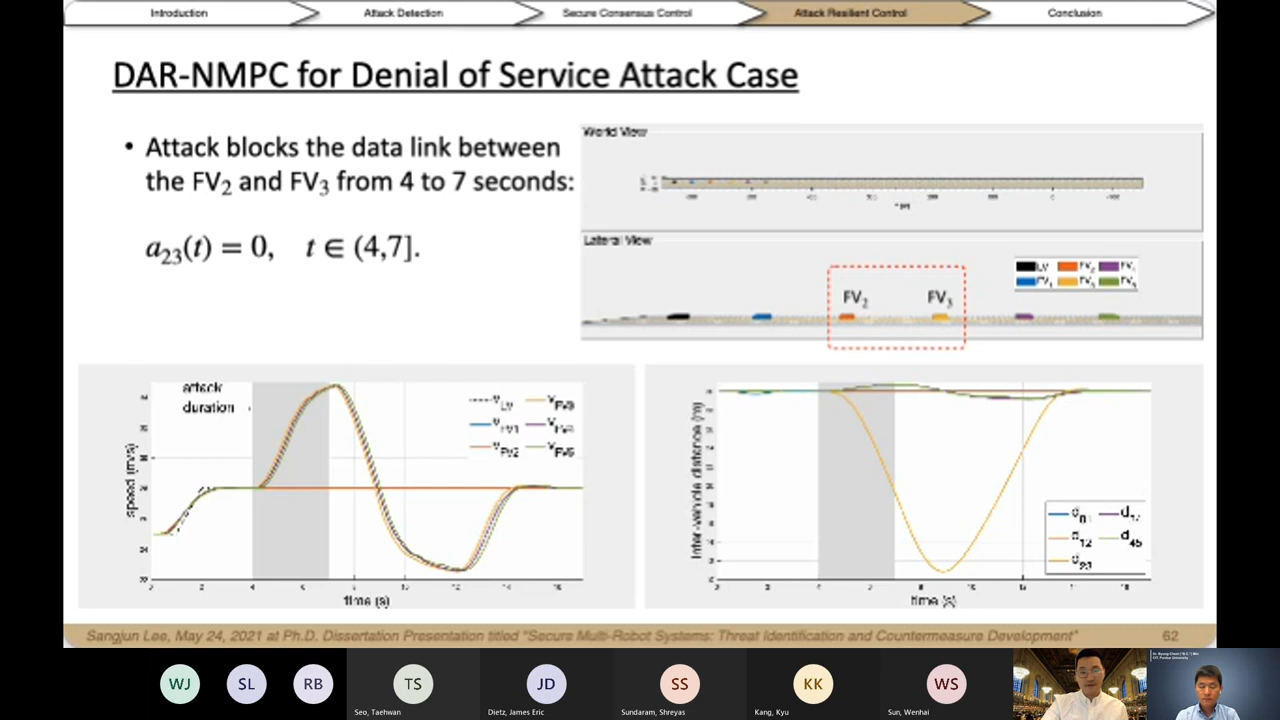 Introduction
Attack Detection
Secure Consensus Control
Attack Resilient Control
Conclusion
DAR-NMPC for Denial of Service Attack Case
• Attack blocks the data link between
the FV₂ and FV₃ from 4 to 7 seconds:
a₂₃(t) = 0, t ∈ (4,7].
World View
Lateral View
LV
FV₂
FV₃
attack
duration
speed (m/s)
time (s)
inter-vehicle distance (m)
time (s)
Sangjun Lee, May 24, 2021 at Ph.D. Dissertation Presentation titled "Secure Multi-Robot Systems: Threat Identification and Countermeasure Development"
62
WJ
SL
RB
TS
JD
SS
KK
WS
Seo, Taehwan
Dietz, James Eric
Sundaram, Shreyas
Kang, Kyu
Sun, Wenhai